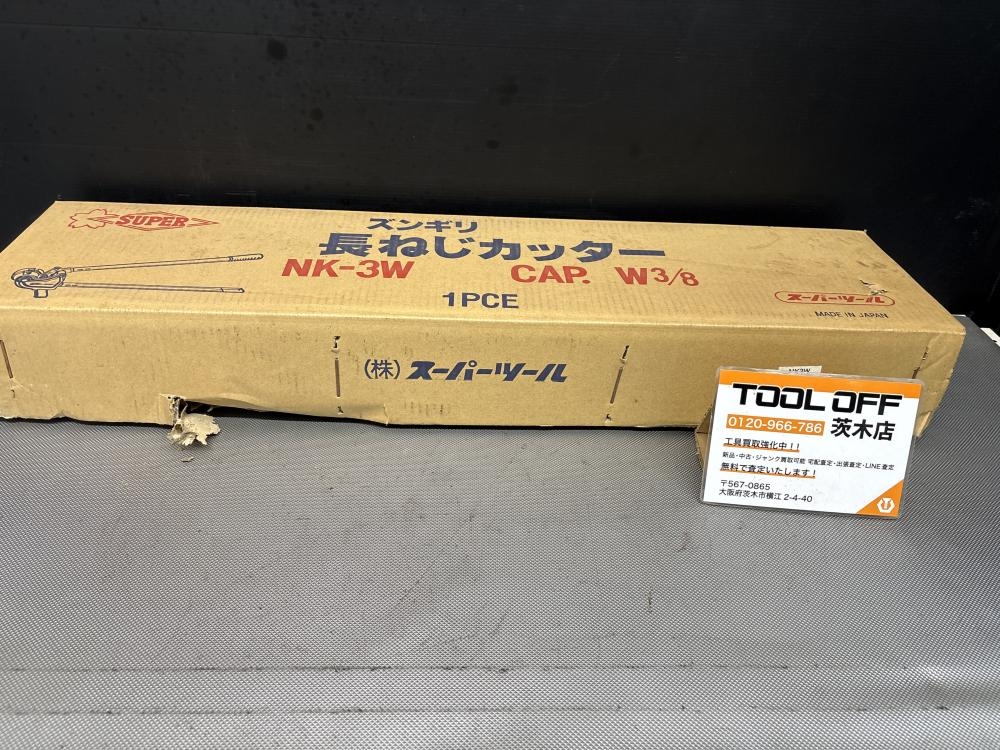 SUPER
ズンギリ
長ねじカッター
NK-3W CAP. W3/8
1PCE
スーパーツール
MADE IN JAPAN
(株)スーパーツール
NK3W
TOOL OFF
0120-966-786 茨木店
工具買取強化中!!
新品・中古・ジャンク買取可能 宅配査定・出張査定・LINE査定
無料で査定いたします!
〒567-0865
大阪府茨木市横江 2-4-40